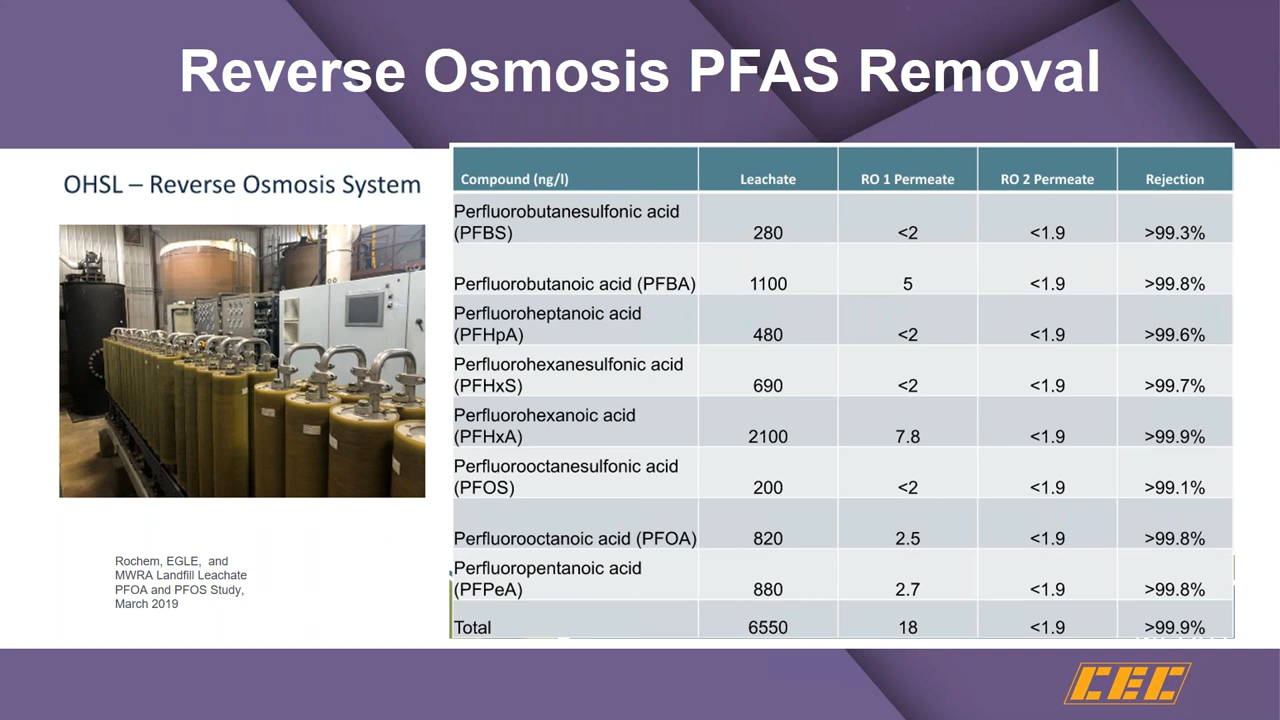 Reverse Osmosis PFAS Removal
OHSL – Reverse Osmosis System
Rochem, EGLE, and
MWRA Landfill Leachate
PFOA and PFOS Study,
March 2019
Compound (ng/l) Leachate RO 1 Permeate RO 2 Permeate Rejection
Perfluorobutanesulfonic acid
(PFBS) 280 <2 <1.9 >99.3%
Perfluorobutanoic acid (PFBA) 1100 5 <1.9 >99.8%
Perfluoroheptanoic acid
(PFHpA) 480 <2 <1.9 >99.6%
Perfluorohexanesulfonic acid
(PFHxS) 690 <2 <1.9 >99.7%
Perfluorohexanoic acid
(PFHxA) 2100 7.8 <1.9 >99.9%
Perfluorooctanesulfonic acid
(PFOS) 200 <2 <1.9 >99.1%
Perfluorooctanoic acid (PFOA) 820 2.5 <1.9 >99.8%
Perfluoropentanoic acid
(PFPeA) 880 2.7 <1.9 >99.8%
Total 6550 18 <1.9 >99.9%
CEC